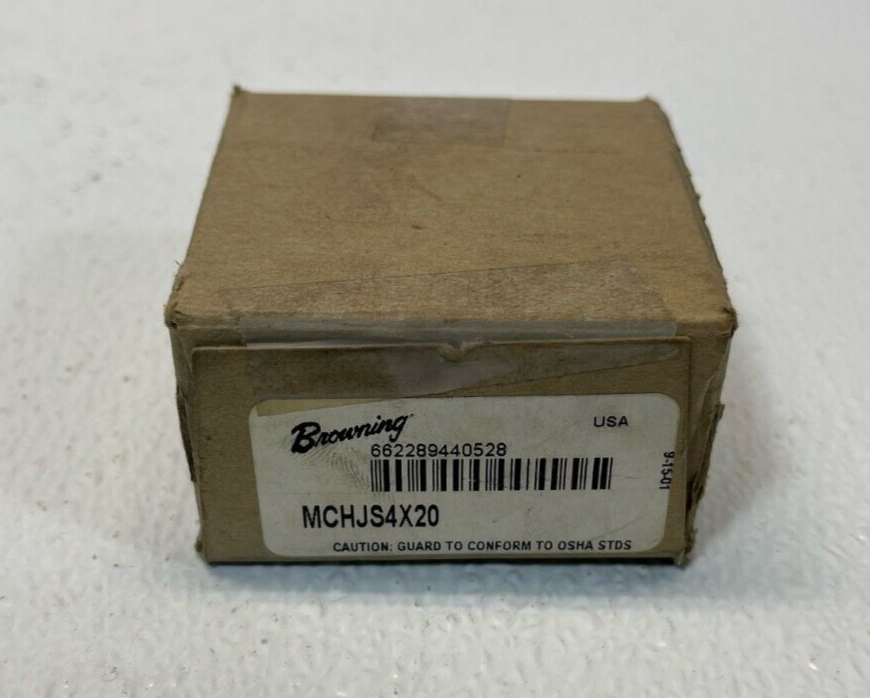 Browning
USA
662289440528
9-15-01
MCHJS4X20
CAUTION: GUARD TO CONFORM TO OSHA STDS